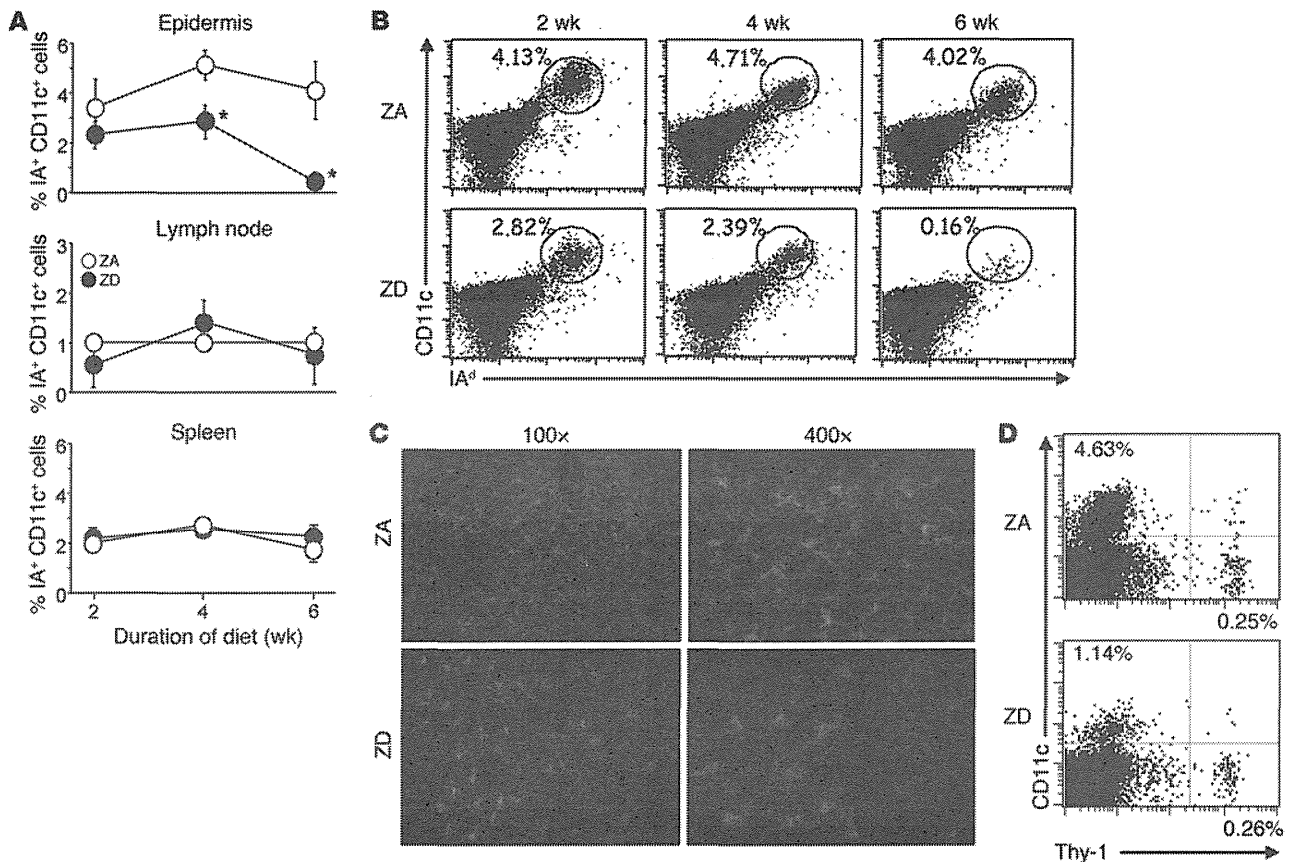 A
Epidermis
% IA⁺ CD11c⁺ cells
6
4
2
0
*
*
Lymph node
% IA⁺ CD11c⁺ cells
3
2
1
0
ZA
ZD
Spleen
% IA⁺ CD11c⁺ cells
6
4
2
0
2 4 6
Duration of diet (wk)
B
2 wk 4 wk 6 wk
ZA
4.13% 4.71% 4.02%
ZD
2.82% 2.39% 0.16%
CD11c
IAᵈ
C
100× 400×
ZA
ZD
D
ZA
4.63%
0.25%
ZD
1.14%
0.26%
CD11c
Thy-1